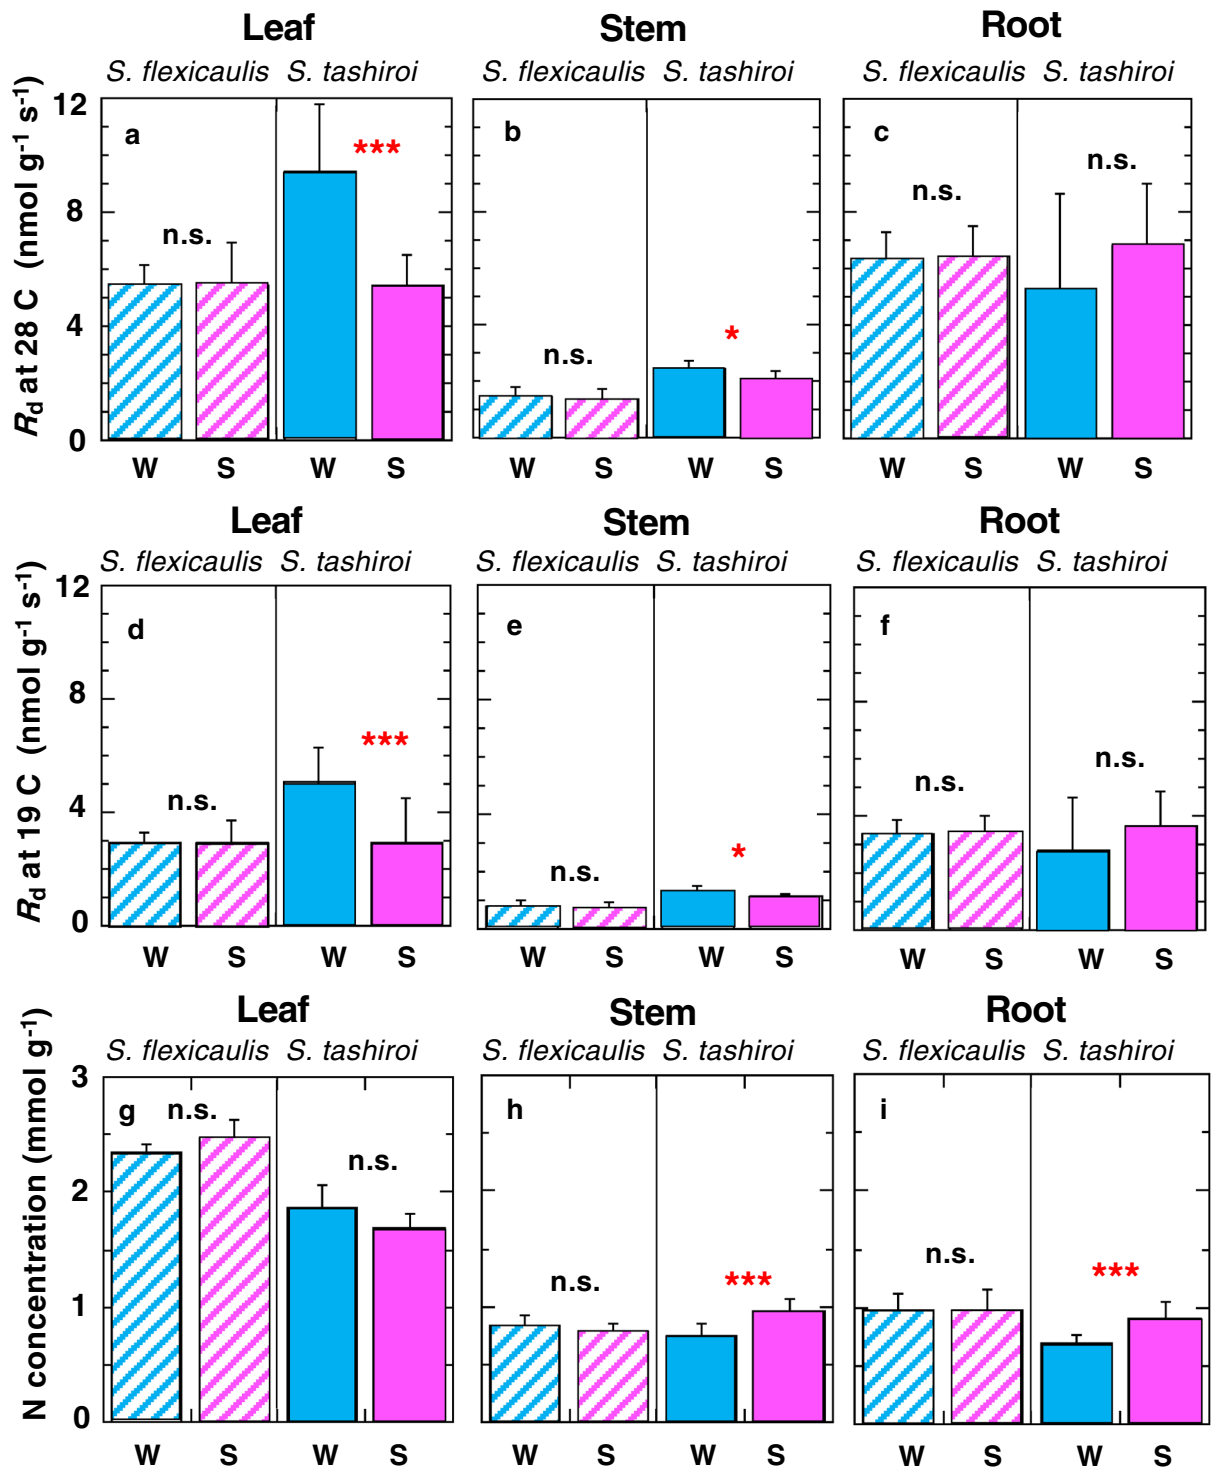 Leaf Stem Root
S. flexicaulis S. tashiroi S. flexicaulis S. tashiroi S. flexicaulis S. tashiroi
Rd at 28 C (nmol g-1 s-1)
12
8
4
0
a
n.s.
***
b
n.s.
*
c
n.s.
n.s.
W S W S W S W S W S W S
Leaf Stem Root
S. flexicaulis S. tashiroi S. flexicaulis S. tashiroi S. flexicaulis S. tashiroi
Rd at 19 C (nmol g-1 s-1)
12
8
4
0
d
n.s.
***
e
n.s.
*
f
n.s.
n.s.
W S W S W S W S W S W S
Leaf Stem Root
S. flexicaulis S. tashiroi S. flexicaulis S. tashiroi S. flexicaulis S. tashiroi
N concentration (mmol g-1)
3
2
1
0
g
n.s.
n.s.
h
n.s.
***
i
n.s.
***
W S W S W S W S W S W S